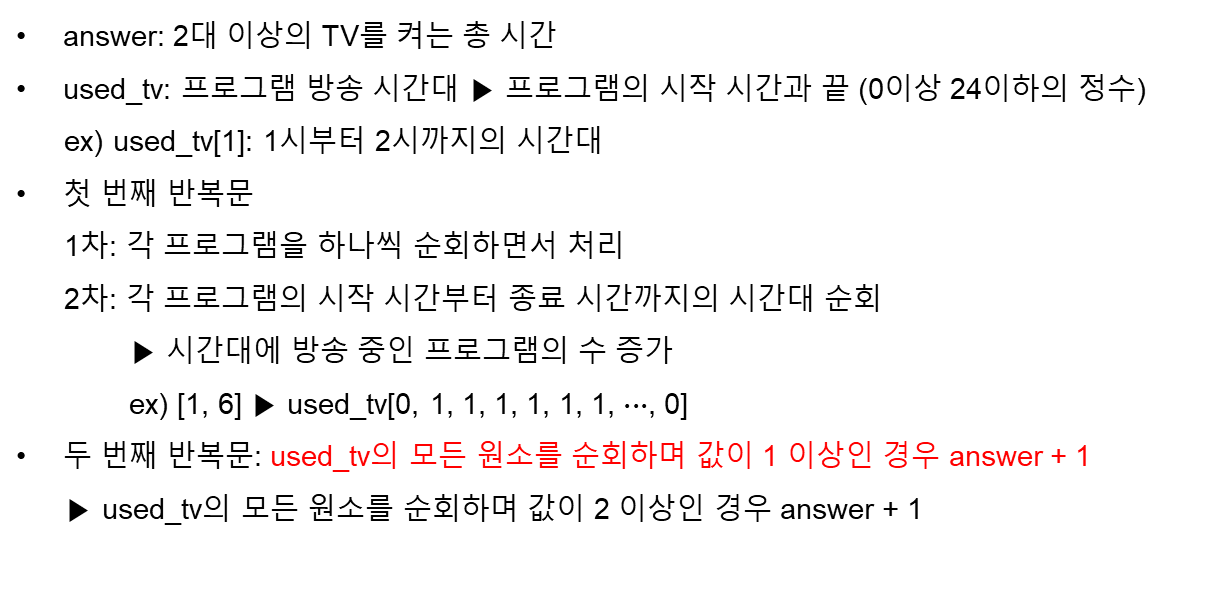 • answer: 2대 이상의 TV를 켜는 총 시간
• used_tv: 프로그램 방송 시간대 ▶ 프로그램의 시작 시간과 끝 (0이상 24이하의 정수)
ex) used_tv[1]: 1시부터 2시까지의 시간대
• 첫 번째 반복문
1차: 각 프로그램을 하나씩 순회하면서 처리
2차: 각 프로그램의 시작 시간부터 종료 시간까지의 시간대 순회
▶ 시간대에 방송 중인 프로그램의 수 증가
ex) [1, 6] ▶ used_tv[0, 1, 1, 1, 1, 1, 1, ⋯, 0]
• 두 번째 반복문: used_tv의 모든 원소를 순회하며 값이 1 이상인 경우 answer + 1
▶ used_tv의 모든 원소를 순회하며 값이 2 이상인 경우 answer + 1